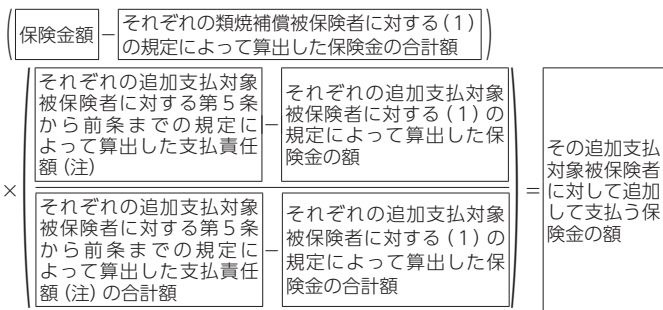 (保険金額－それぞれの類焼補償被保険者に対する(1)
の規定によって算出した保険金の合計額)
×
(それぞれの追加支払対象
被保険者に対する第5条
から前条までの規定に
よって算出した支払責任
額(注)
－
それぞれの追加支払対象
被保険者に対する(1)の
規定によって算出した保
険金の額
それぞれの追加支払対象
被保険者に対する第5条
から前条までの規定に
よって算出した支払責任
額(注)の合計額
－
それぞれの追加支払対象
被保険者に対する(1)の
規定によって算出した保
険金の合計額)
＝
その追加支払
対象被保険者
に対して追加
して支払う保
険金の額